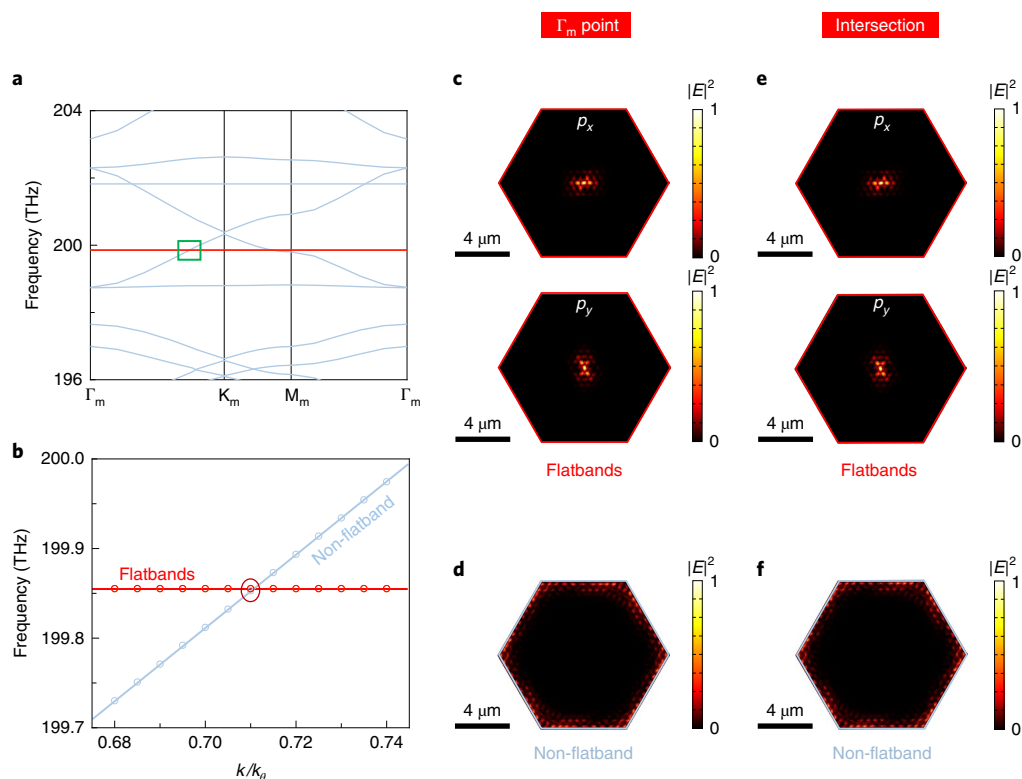 Γm point
Intersection
a
204
200
196
Frequency (THz)
Γm
Km
Mm
Γm
b
200.0
199.9
199.8
199.7
Frequency (THz)
Flatbands
Non-flatband
0.68
0.70
0.72
0.74
k/kθ
c
|E|2
1
px
0
4 μm
|E|2
1
py
0
4 μm
Flatbands
d
|E|2
1
0
4 μm
Non-flatband
e
|E|2
1
px
0
4 μm
|E|2
1
py
0
4 μm
Flatbands
f
|E|2
1
0
4 μm
Non-flatband